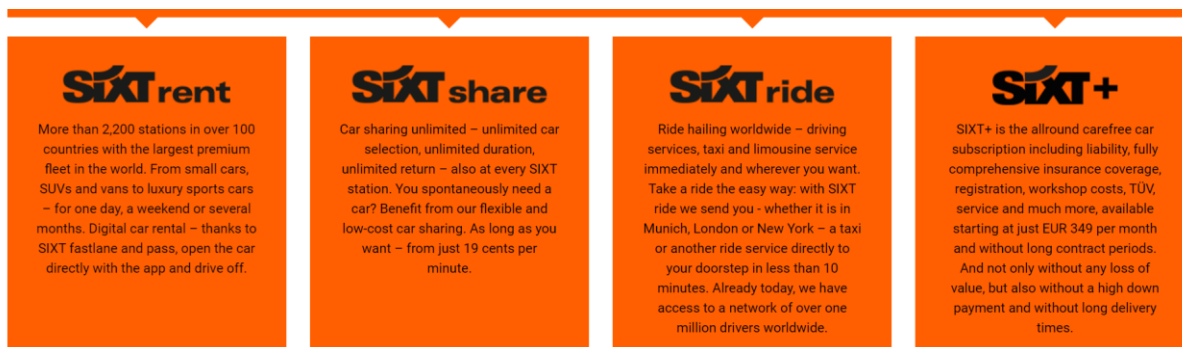 SIXT rent
More than 2,200 stations in over 100
countries with the largest premium
fleet in the world. From small cars,
SUVs and vans to luxury sports cars
– for one day, a weekend or several
months. Digital car rental – thanks to
SIXT fastlane and pass, open the car
directly with the app and drive off.
SIXT share
Car sharing unlimited – unlimited car
selection, unlimited duration,
unlimited return – also at every SIXT
station. You spontaneously need a
car? Benefit from our flexible and
low-cost car sharing. As long as you
want – from just 19 cents per
minute.
SIXT ride
Ride hailing worldwide – driving
services, taxi and limousine service
immediately and wherever you want.
Take a ride the easy way: with SIXT
ride we send you - whether it is in
Munich, London or New York – a taxi
or another ride service directly to
your doorstep in less than 10
minutes. Already today, we have
access to a network of over one
million drivers worldwide.
SIXT+
SIXT+ is the allround carefree car
subscription including liability, fully
comprehensive insurance coverage,
registration, workshop costs, TÜV,
service and much more, available
starting at just EUR 349 per month
and without long contract periods.
And not only without any loss of
value, but also without a high down
payment and without long delivery
times.